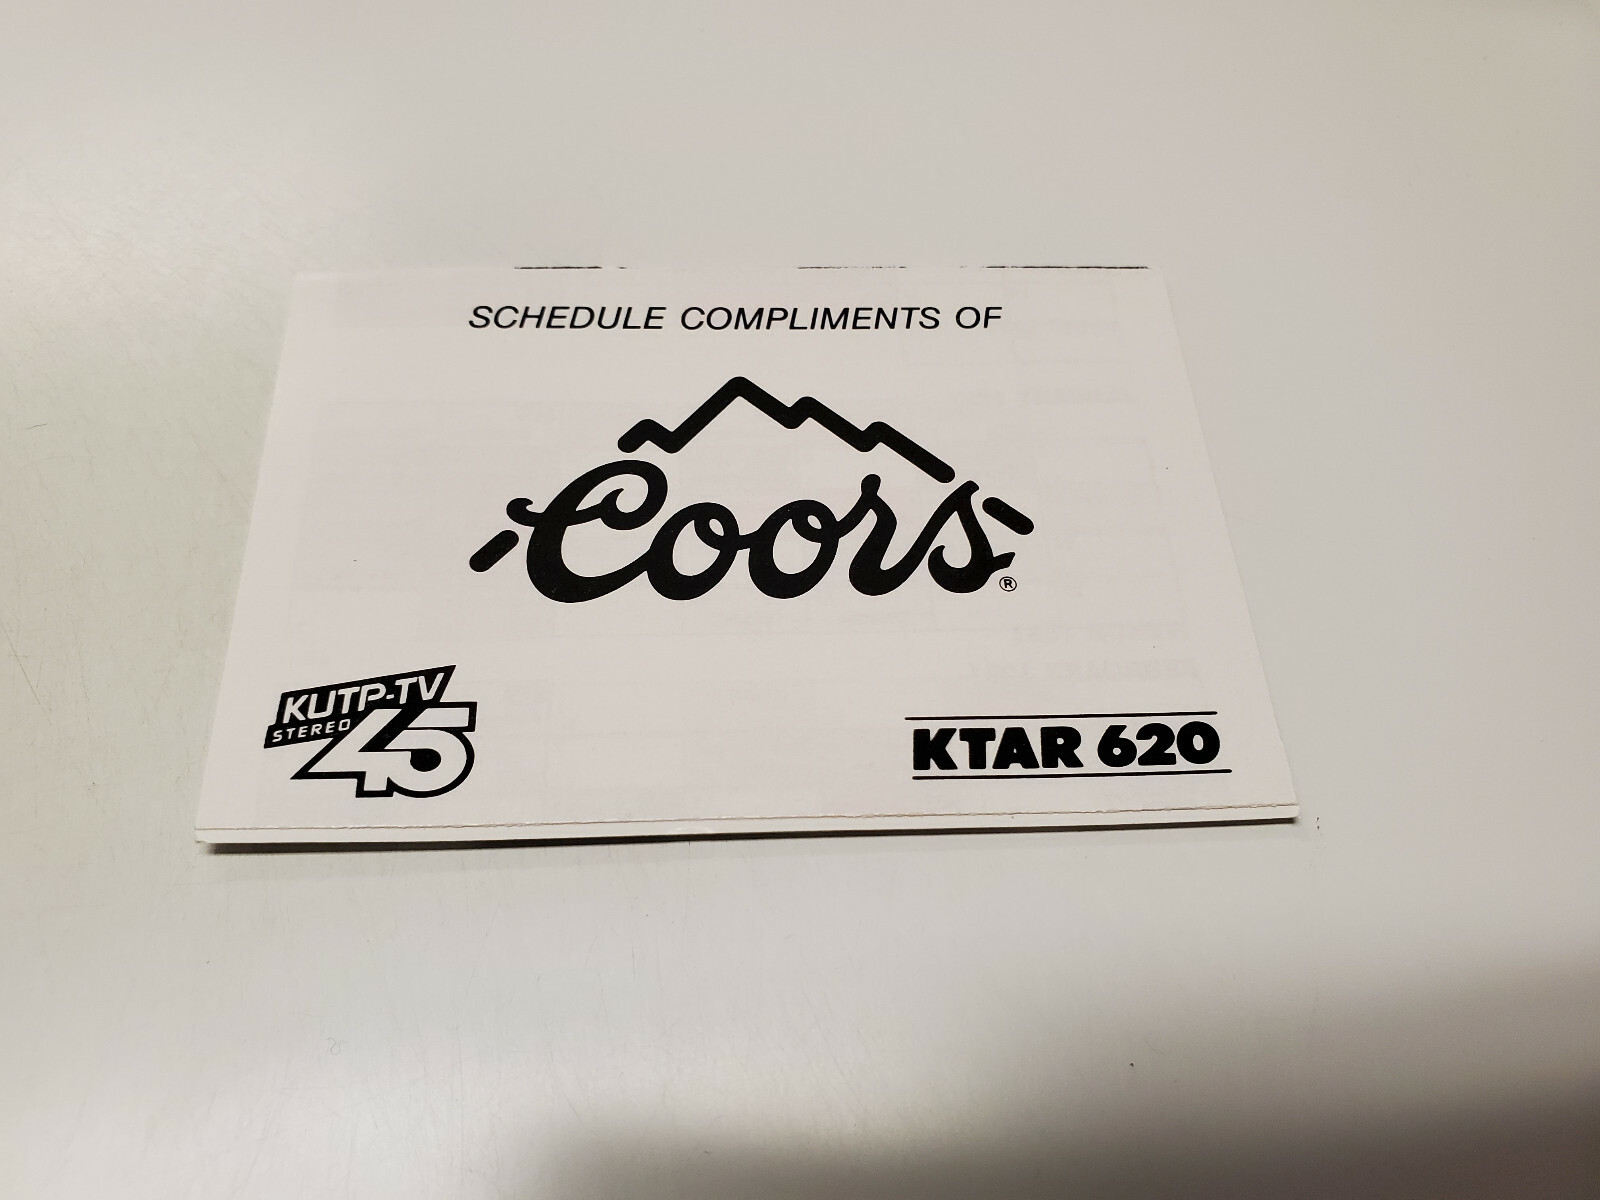 SCHEDULE COMPLIMENTS OF
Coors®
KUTP-TV
STEREO 45
KTAR 620